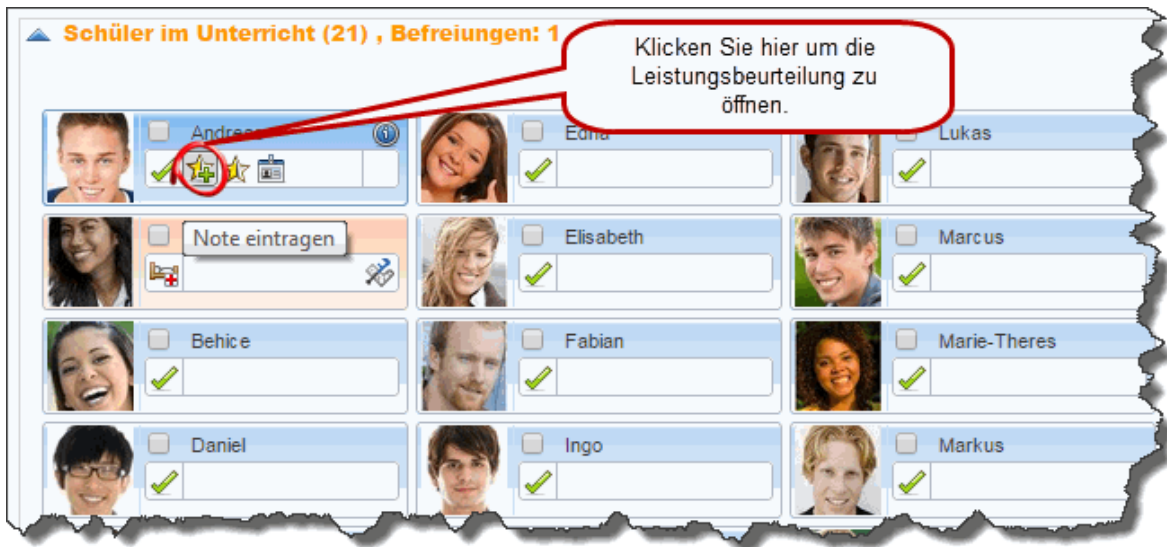 Schüler im Unterricht (21) , Befreiungen: 1
Klicken Sie hier um die
Leistungsbeurteilung zu
öffnen.
Andreas
Edna
Lukas
Note eintragen
Elisabeth
Marcus
Behice
Fabian
Marie-Theres
Daniel
Ingo
Markus